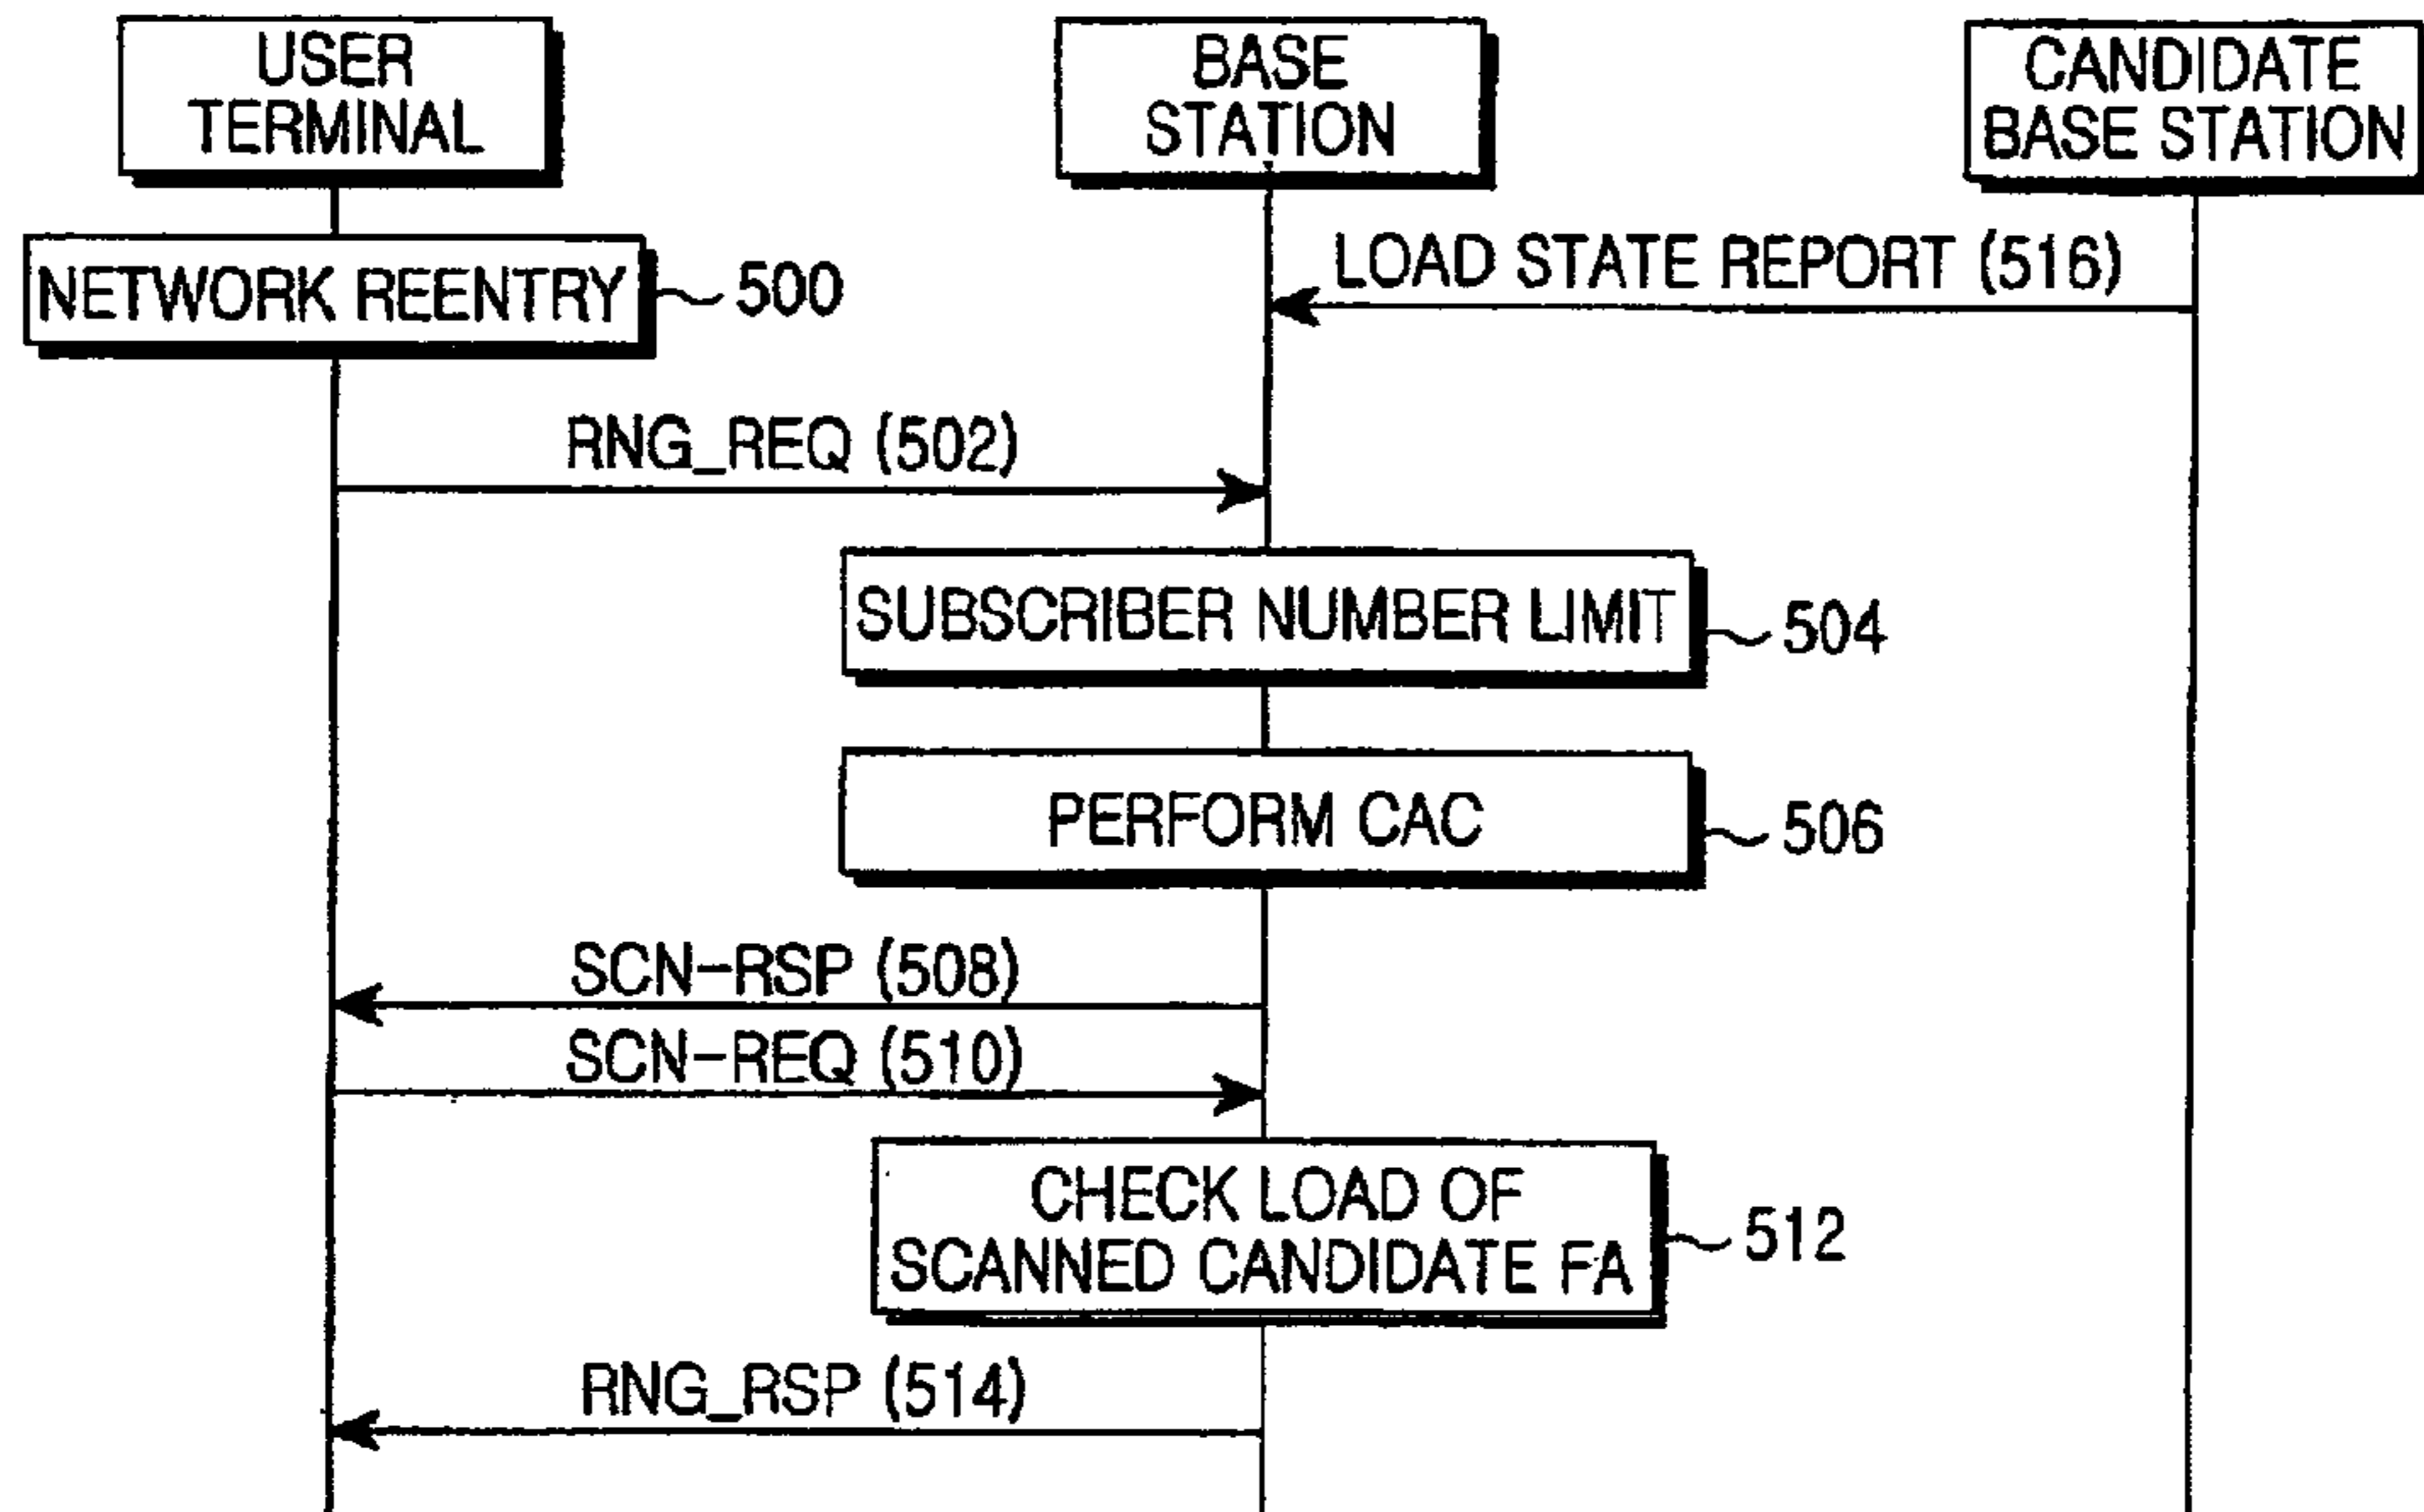 USER
TERMINAL
BASE
STATION
CANDIDATE
BASE STATION
NETWORK REENTRY
500
LOAD STATE REPORT (516)
RNG_REQ (502)
SUBSCRIBER NUMBER LIMIT
504
PERFORM CAC
506
SCN-RSP (508)
SCN-REQ (510)
CHECK LOAD OF
SCANNED CANDIDATE FA
512
RNG_RSP (514)